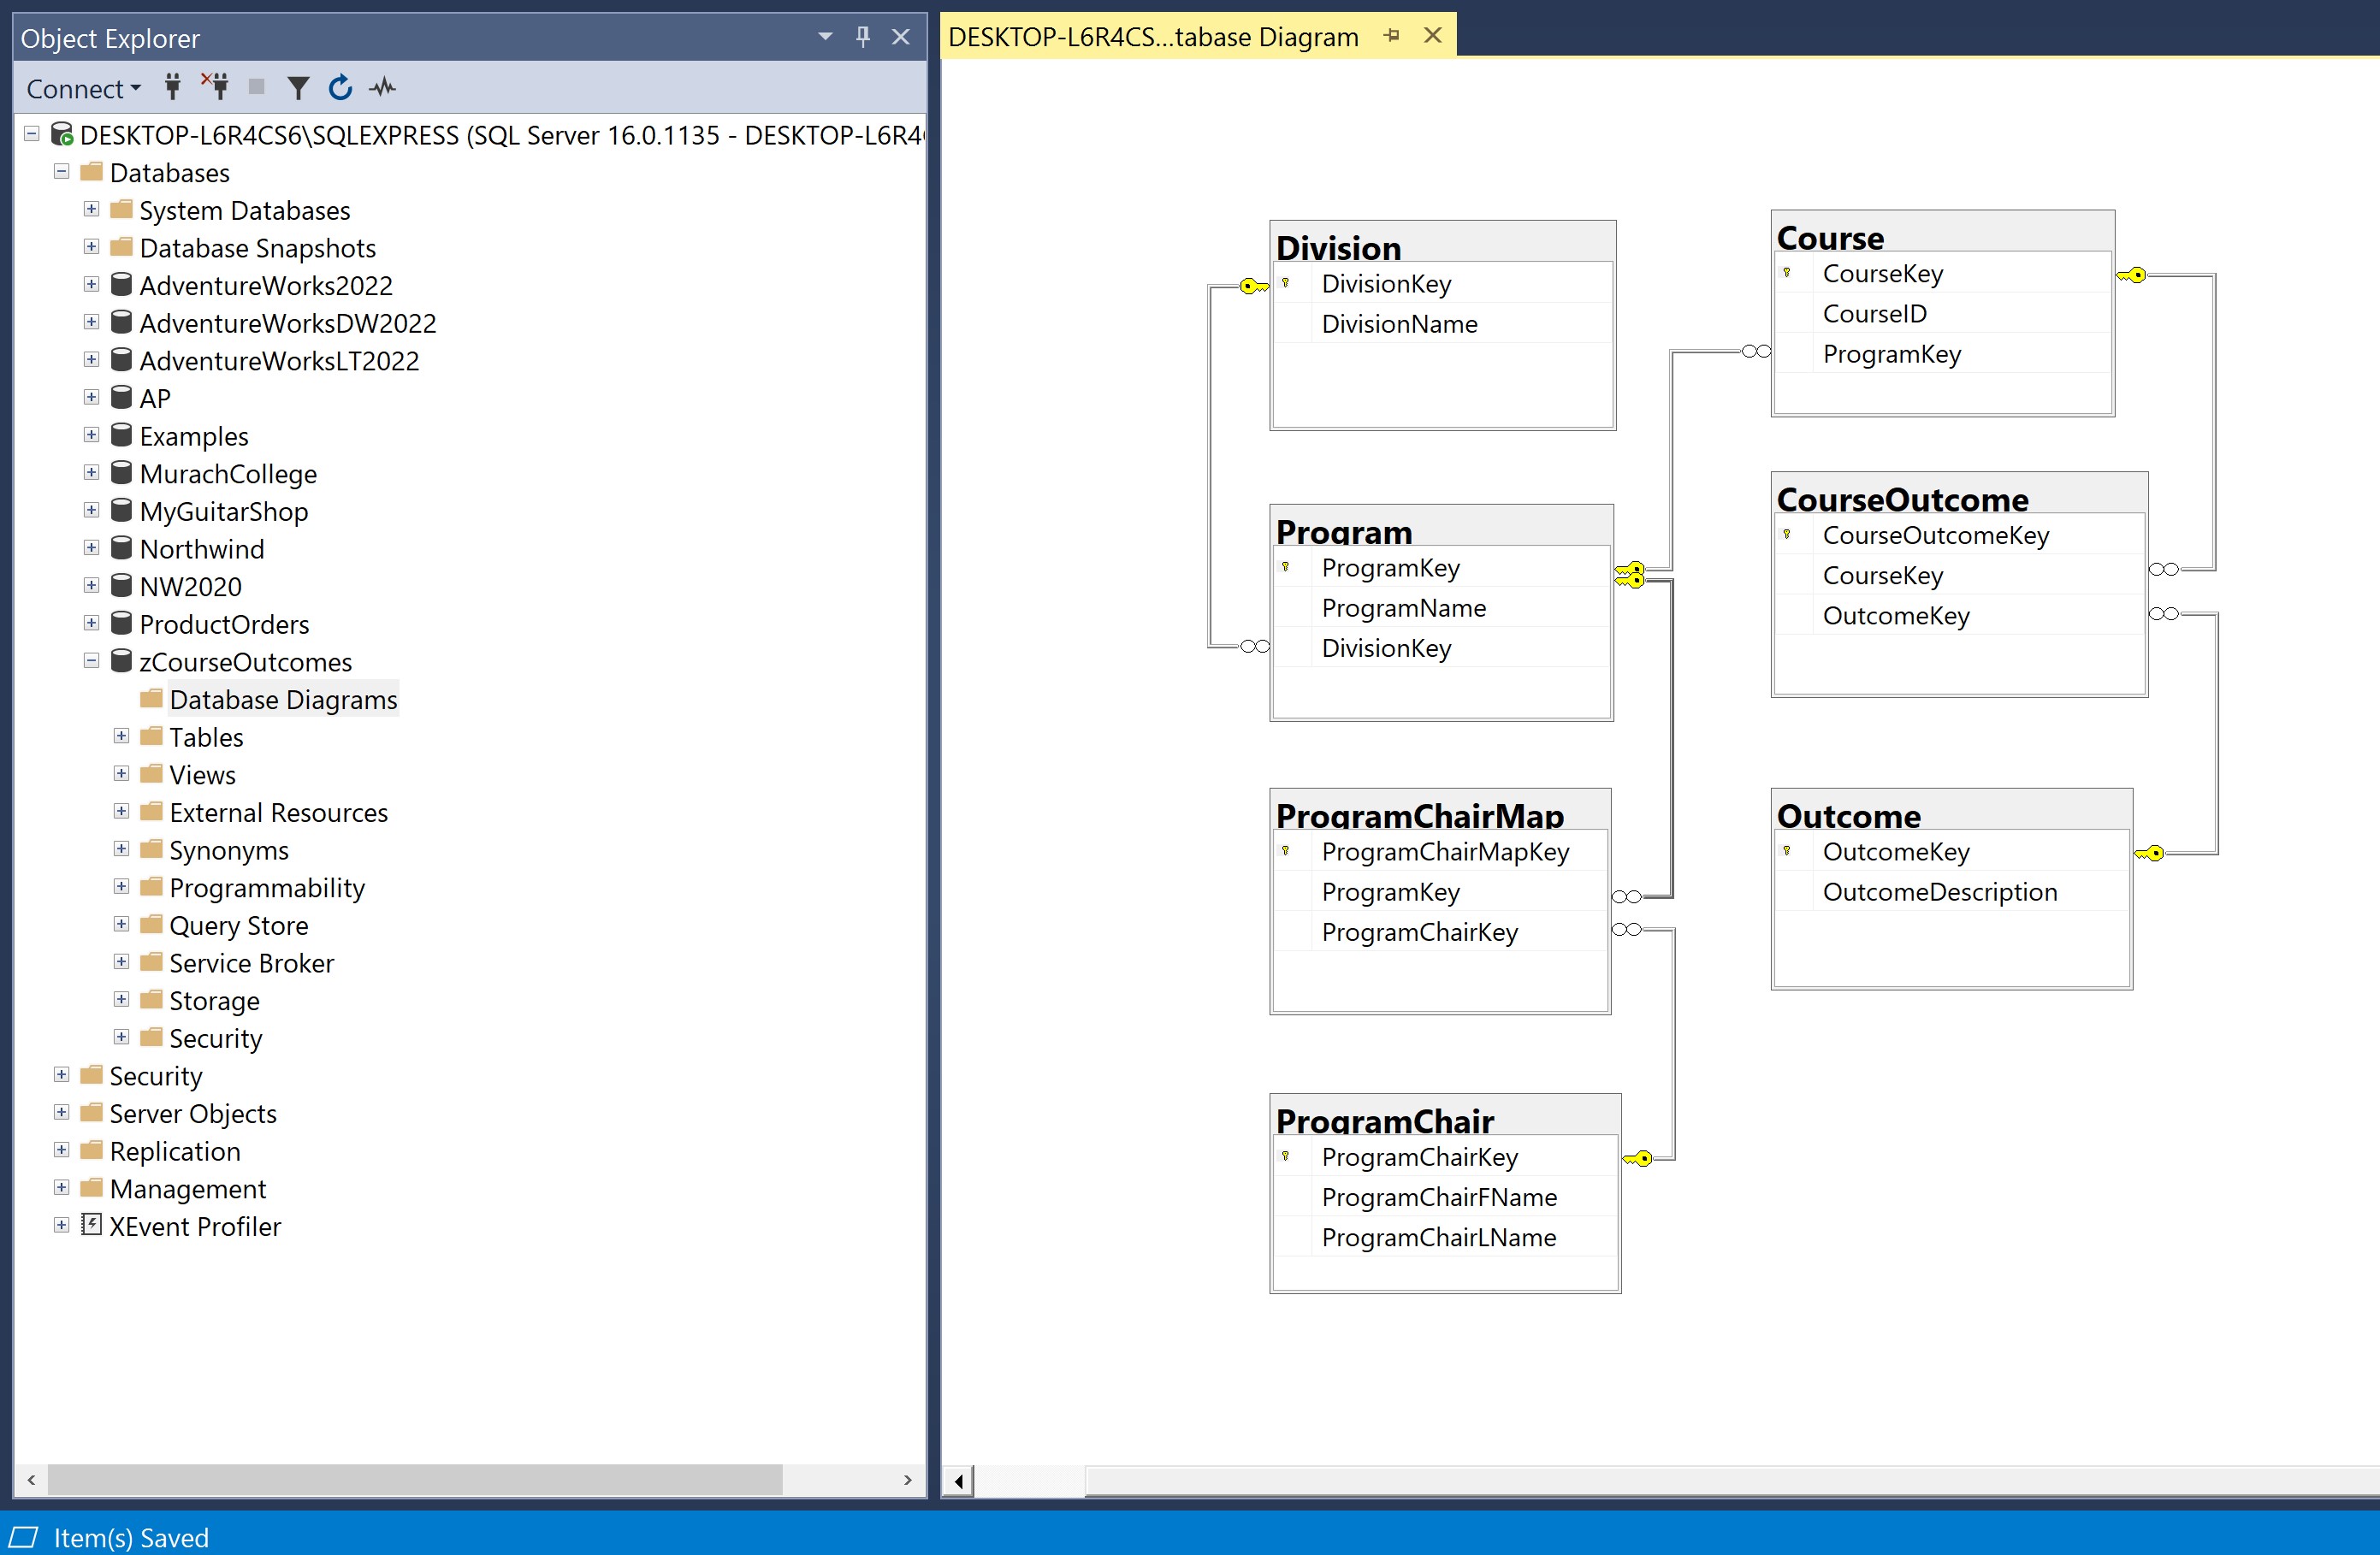 Object Explorer
Connect
DESKTOP-L6R4CS6\SQLEXPRESS (SQL Server 16.0.1135 - DESKTOP-L6R4
Databases
System Databases
Database Snapshots
AdventureWorks2022
AdventureWorksDW2022
AdventureWorksLT2022
AP
Examples
MurachCollege
MyGuitarShop
Northwind
NW2020
ProductOrders
zCourseOutcomes
Database Diagrams
Tables
Views
External Resources
Synonyms
Programmability
Query Store
Service Broker
Storage
Security
Security
Server Objects
Replication
Management
XEvent Profiler
DESKTOP-L6R4CS...tabase Diagram
Division
DivisionKey
DivisionName
Program
ProgramKey
ProgramName
DivisionKey
ProgramChairMap
ProgramChairMapKey
ProgramKey
ProgramChairKey
ProgramChair
ProgramChairKey
ProgramChairFName
ProgramChairLName
Course
CourseKey
CourseID
ProgramKey
CourseOutcome
CourseOutcomeKey
CourseKey
OutcomeKey
Outcome
OutcomeKey
OutcomeDescription
Item(s) Saved